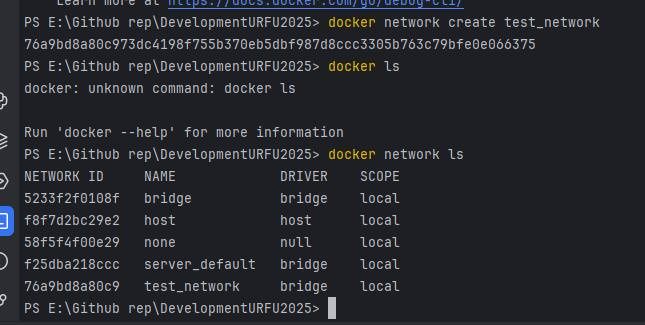 Learn more at https://docs.docker.com/go/debug-cli/
PS E:\Github rep\DevelopmentURFU2025> docker network create test_network
76a9bd8a80c973dc4198f755b370eb5dbf987d8ccc3305b763c79bfe0e066375
PS E:\Github rep\DevelopmentURFU2025> docker ls
docker: unknown command: docker ls
Run 'docker --help' for more information
PS E:\Github rep\DevelopmentURFU2025> docker network ls
NETWORK ID     NAME             DRIVER    SCOPE
5233f2f0108f   bridge           bridge    local
f8f7d2bc29e2   host             host      local
58f5f4f00e29   none             null      local
f25dba218ccc   server_default   bridge    local
76a9bd8a80c9   test_network     bridge    local
PS E:\Github rep\DevelopmentURFU2025>